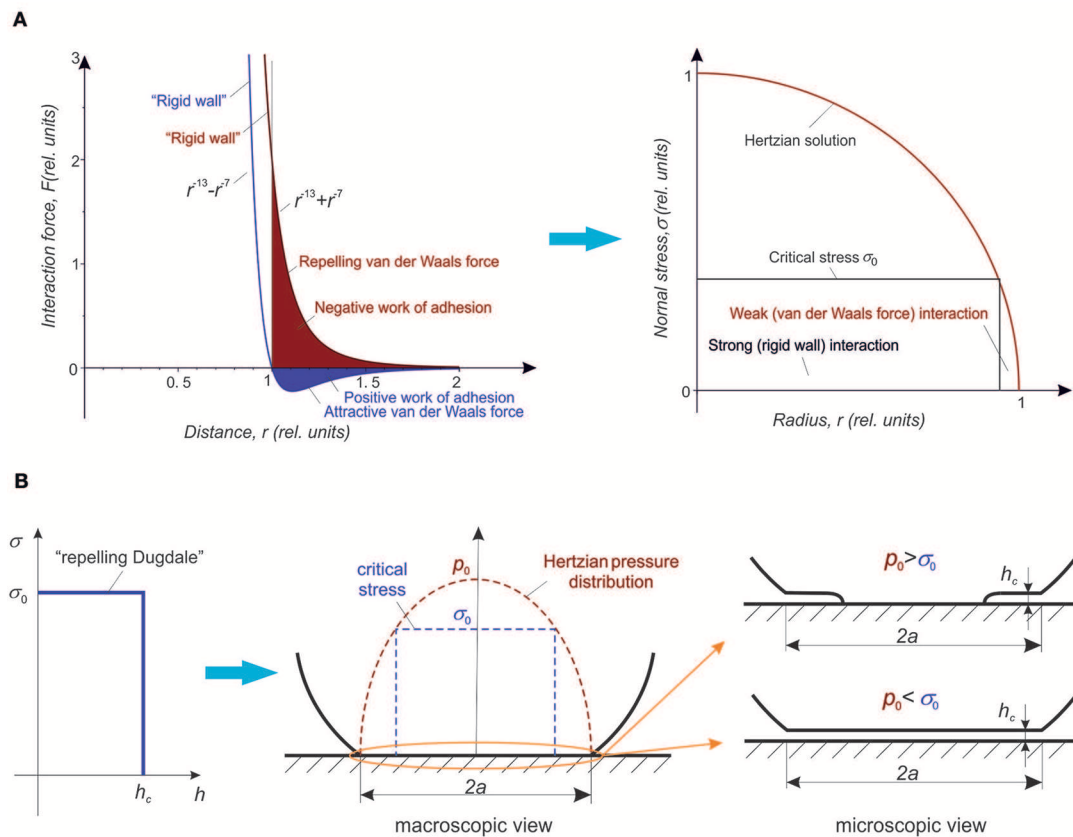 A
3
"Rigid wall"
"Rigid wall"
2
r⁻¹³-r⁻⁷
r⁻¹³+r⁻⁷
Repelling van der Waals force
1
Negative work of adhesion
0
0.5
1
1.5
2
Positive work of adhesion
Attractive van der Waals force
Interaction force, F(rel. units)
Distance, r (rel. units)
1
Hertzian solution
Critical stress σ₀
Weak (van der Waals force) interaction
Strong (rigid wall) interaction
0
1
Normal stress,σ (rel. units)
Radius, r (rel. units)
B
σ
"repelling Dugdale"
σ₀
h_c
h
critical
stress
p₀
Hertzian pressure
distribution
σ₀
2a
macroscopic view
p₀>σ₀
h_c
2a
p₀< σ₀
h_c
2a
microscopic view